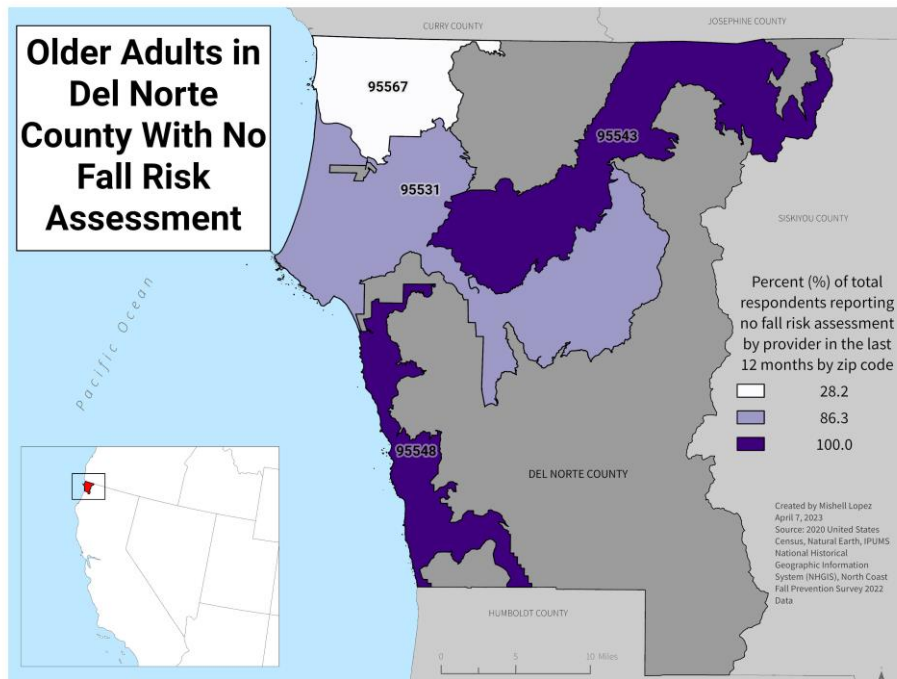 CURRY COUNTY
JOSEPHINE COUNTY
Older Adults in
Del Norte
County With No
Fall Risk
Assessment
95567
95543
95531
SISKIYOU COUNTY
Pacific Ocean
Percent (%) of total
respondents reporting
no fall risk assessment
by provider in the last
12 months by zip code
28.2
86.3
100.0
95548
DEL NORTE COUNTY
Created by Mishell Lopez
April 7, 2023
Source: 2020 United States
Census, Natural Earth, IPUMS
National Historical
Geographic Information
System (NHGIS), North Coast
Fall Prevention Survey 2022
Data
HUMBOLDT COUNTY
0 5 10 Miles